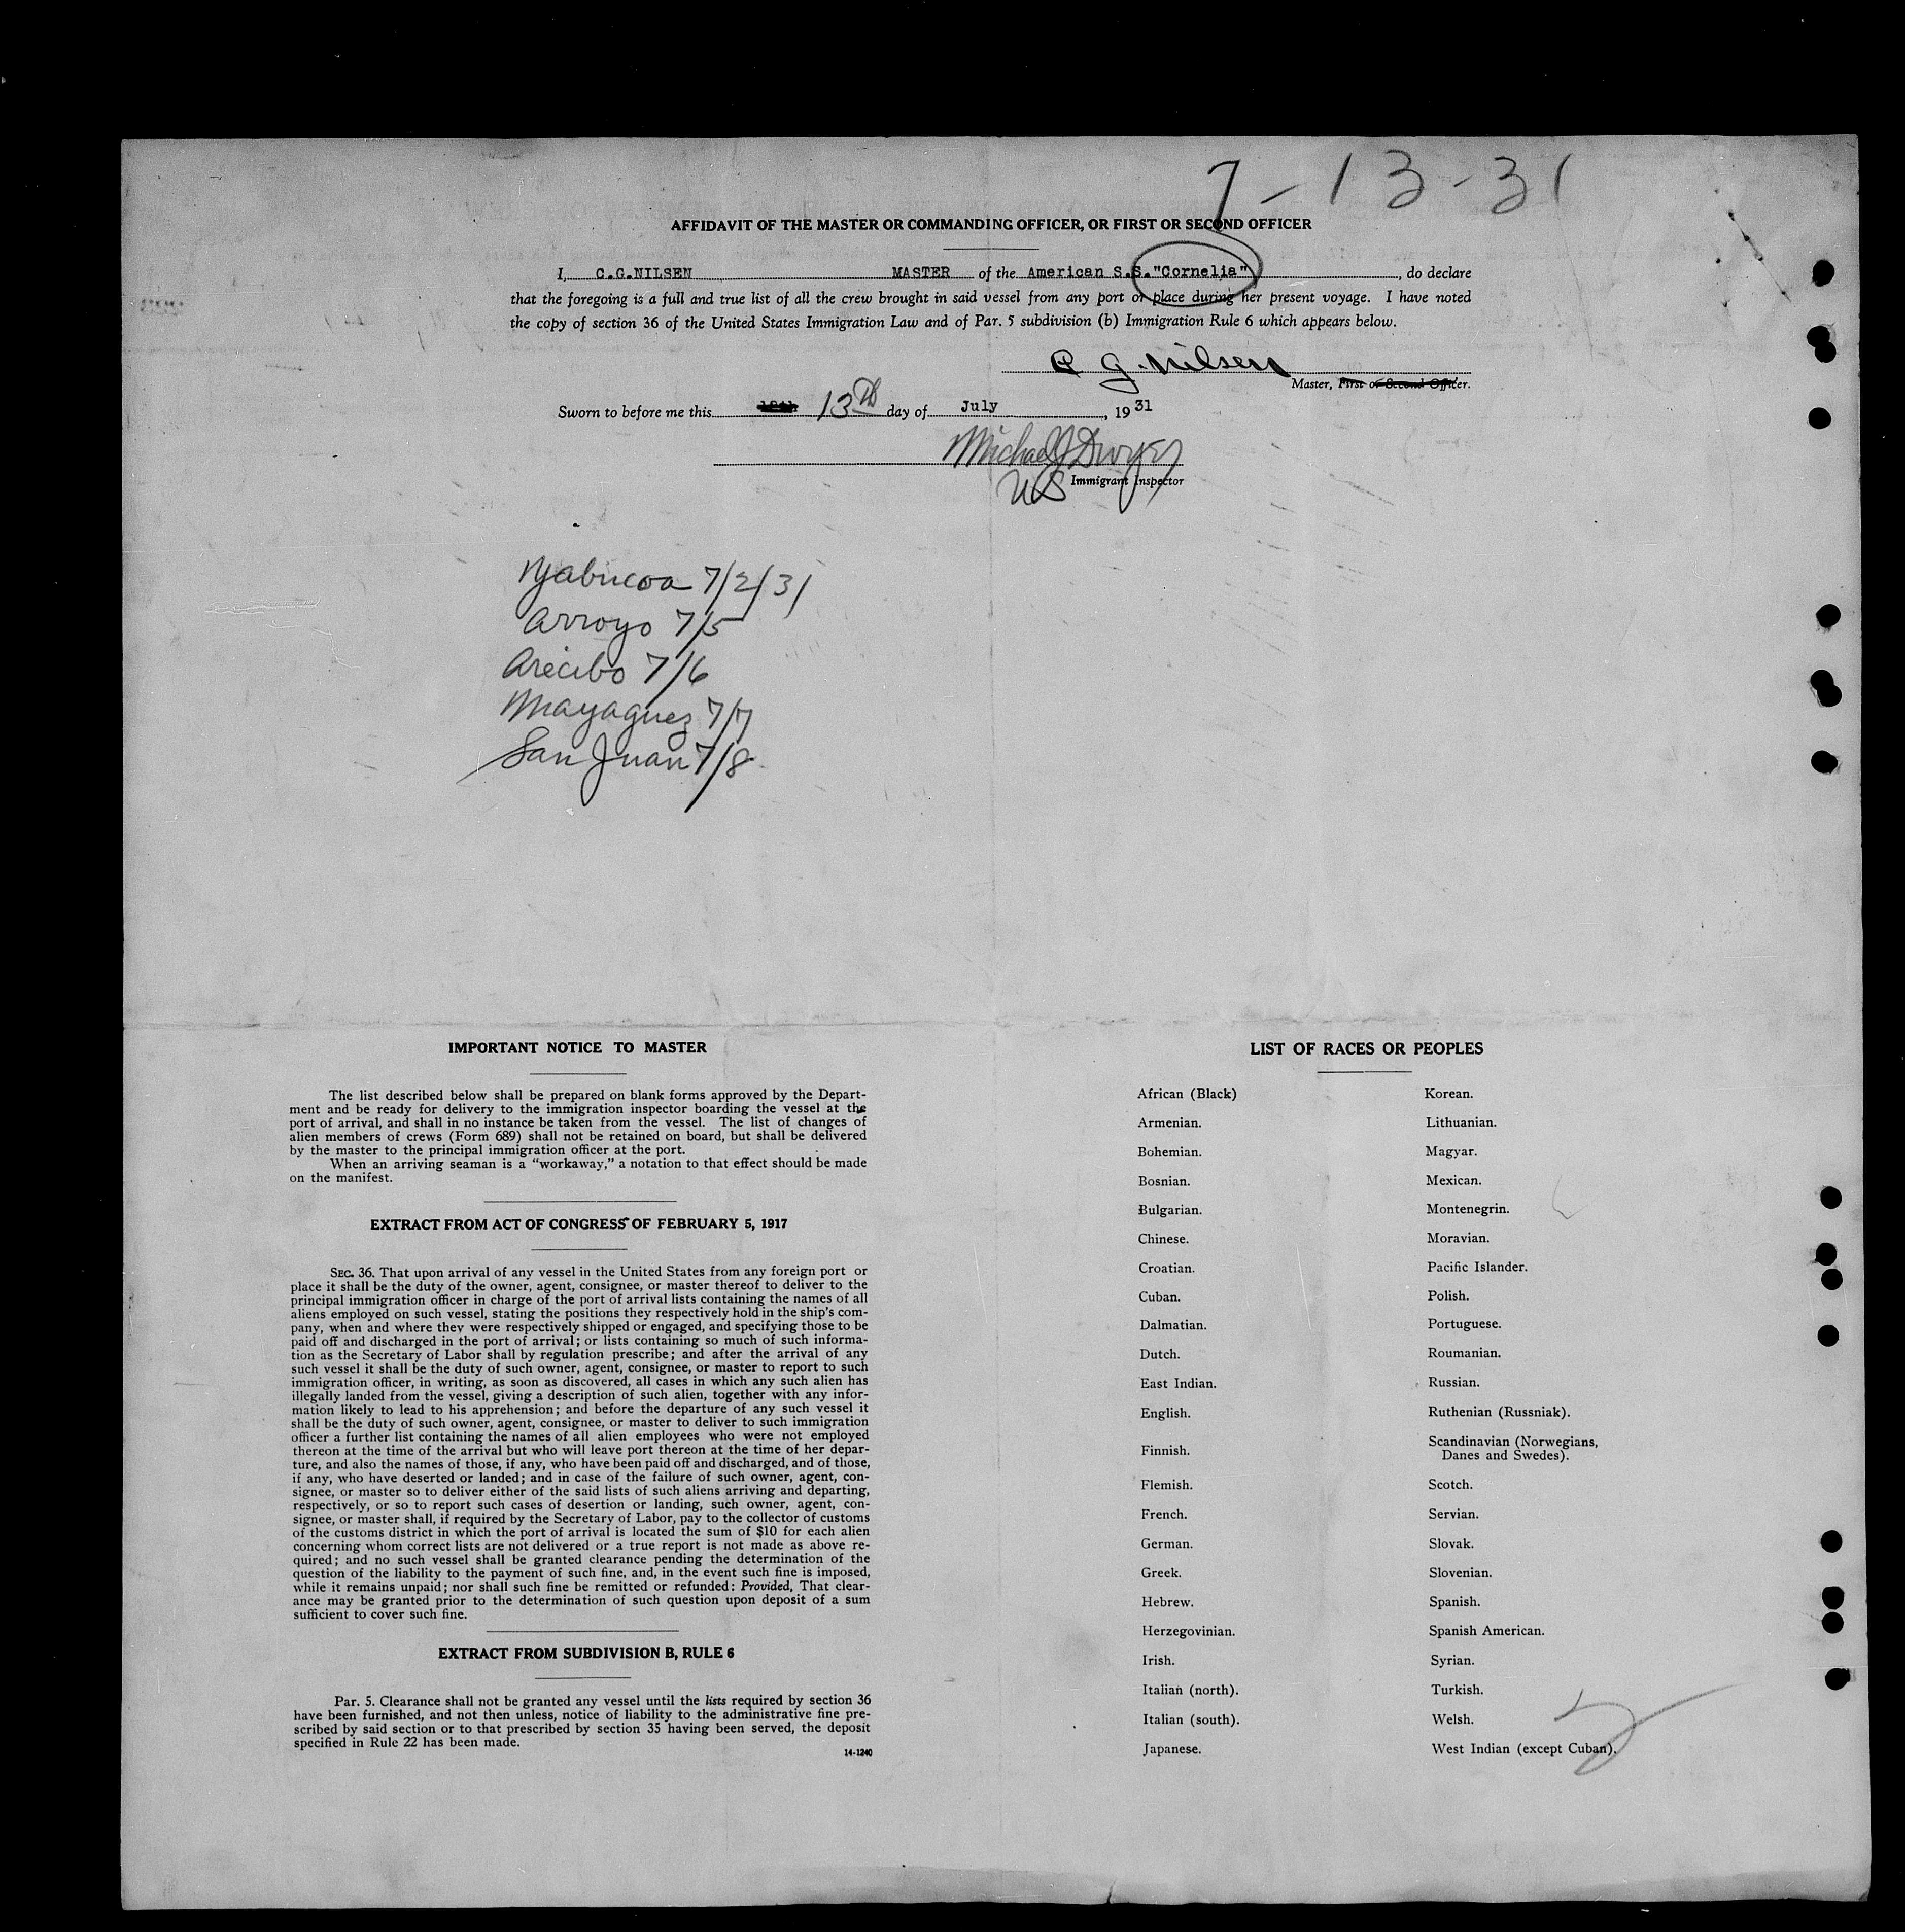 7-13-31
AFFIDAVIT OF THE MASTER OR COMMANDING OFFICER, OR FIRST OR SECOND OFFICER
I, C.G.NILSEN MASTER of the American S.S."Cornelia", do declare
that the foregoing is a full and true list of all the crew brought in said vessel from any port or place during her present voyage. I have noted
the copy of section 36 of the United States Immigration Law and of Par. 5 subdivision (b) Immigration Rule 6 which appears below.
C G. Nilsen
Master, First or Second Officer.
Sworn to before me this 13th day of July, 1931
Michael J Dwyer
US Immigrant Inspector
Yabucoa 7/2/31
Arroyo 7/5
Arecibo 7/6
Mayaguez 7/7
San Juan 7/8
IMPORTANT NOTICE TO MASTER
The list described below shall be prepared on blank forms approved by the Depart-
ment and be ready for delivery to the immigration inspector boarding the vessel at the
port of arrival, and shall in no instance be taken from the vessel. The list of changes of
alien members of crews (Form 689) shall not be retained on board, but shall be delivered
by the master to the principal immigration officer at the port.
When an arriving seaman is a "workaway," a notation to that effect should be made
on the manifest.
EXTRACT FROM ACT OF CONGRESS OF FEBRUARY 5, 1917
SEC. 36. That upon arrival of any vessel in the United States from any foreign port or
place it shall be the duty of the owner, agent, consignee, or master thereof to deliver to the
principal immigration officer in charge of the port of arrival lists containing the names of all
aliens employed on such vessel, stating the positions they respectively hold in the ship's com-
pany, when and where they were respectively shipped or engaged, and specifying those to be
paid off and discharged in the port of arrival; or lists containing so much of such informa-
tion as the Secretary of Labor shall by regulation prescribe; and after the arrival of any
such vessel it shall be the duty of such owner, agent, consignee, or master to report to such
immigration officer, in writing, as soon as discovered, all cases in which any such alien has
illegally landed from the vessel, giving a description of such alien, together with any infor-
mation likely to lead to his apprehension; and before the departure of any such vessel it
shall be the duty of such owner, agent, consignee, or master to deliver to such immigration
officer a further list containing the names of all alien employees who were not employed
thereon at the time of the arrival but who will leave port thereon at the time of her depar-
ture, and also the names of those, if any, who have been paid off and discharged, and of those,
if any, who have deserted or landed; and in case of the failure of such owner, agent, con-
signee, or master so to deliver either of the said lists of such aliens arriving and departing,
respectively, or so to report such cases of desertion or landing, such owner, agent, con-
signee, or master shall, if required by the Secretary of Labor, pay to the collector of customs
of the customs district in which the port of arrival is located the sum of $10 for each alien
concerning whom correct lists are not delivered or a true report is not made as above re-
quired; and no such vessel shall be granted clearance pending the determination of the
question of the liability to the payment of such fine, and, in the event such fine is imposed,
while it remains unpaid; nor shall such fine be remitted or refunded: Provided, That clear-
ance may be granted prior to the determination of such question upon deposit of a sum
sufficient to cover such fine.
EXTRACT FROM SUBDIVISION B, RULE 6
Par. 5. Clearance shall not be granted any vessel until the lists required by section 36
have been furnished, and not then unless, notice of liability to the administrative fine pre-
scribed by said section or to that prescribed by section 35 having been served, the deposit
specified in Rule 22 has been made.
14-1240
LIST OF RACES OR PEOPLES
African (Black)
Armenian.
Bohemian.
Bosnian.
Bulgarian.
Chinese.
Croatian.
Cuban.
Dalmatian.
Dutch.
East Indian.
English.
Finnish.
Flemish.
French.
German.
Greek.
Hebrew.
Herzegovinian.
Irish.
Italian (north).
Italian (south).
Japanese.
Korean.
Lithuanian.
Magyar.
Mexican.
Montenegrin.
Moravian.
Pacific Islander.
Polish.
Portuguese.
Roumanian.
Russian.
Ruthenian (Russniak).
Scandinavian (Norwegians,
Danes and Swedes).
Scotch.
Servian.
Slovak.
Slovenian.
Spanish.
Spanish American.
Syrian.
Turkish.
Welsh.
West Indian (except Cuban).